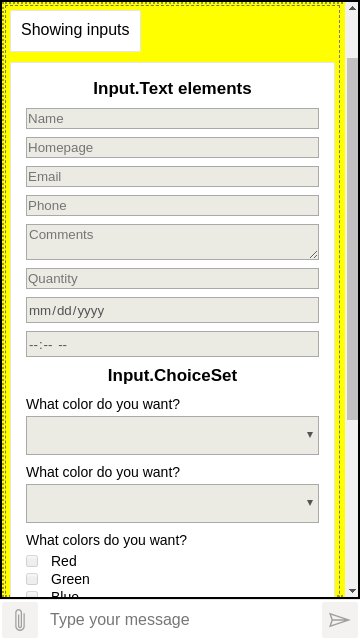 Showing inputs
Input.Text elements
Name
Homepage
Email
Phone
Comments
Quantity
mm/dd/yyyy
--:-- --
Input.ChoiceSet
What color do you want?
What color do you want?
What colors do you want?
Red
Green
Blue
Type your message